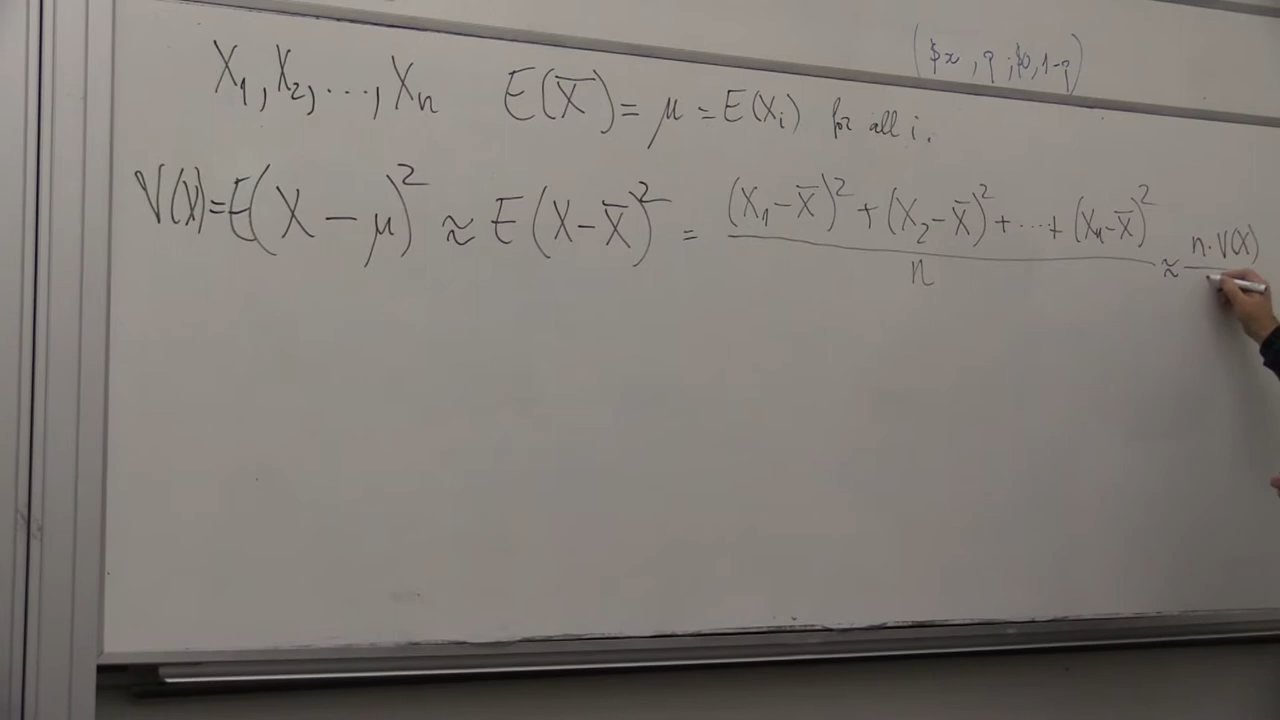 ($x, q; $0, 1-q)
X₁, X₂, ..., Xₙ E(X̄) = μ = E(Xᵢ) for all i.
V(X) = E(X - μ)² ≈ E(X - X̄)² = ((X₁ - X̄)² + (X₂ - X̄)² + ... + (Xₙ - X̄)²) / n ≈ n·V(X)